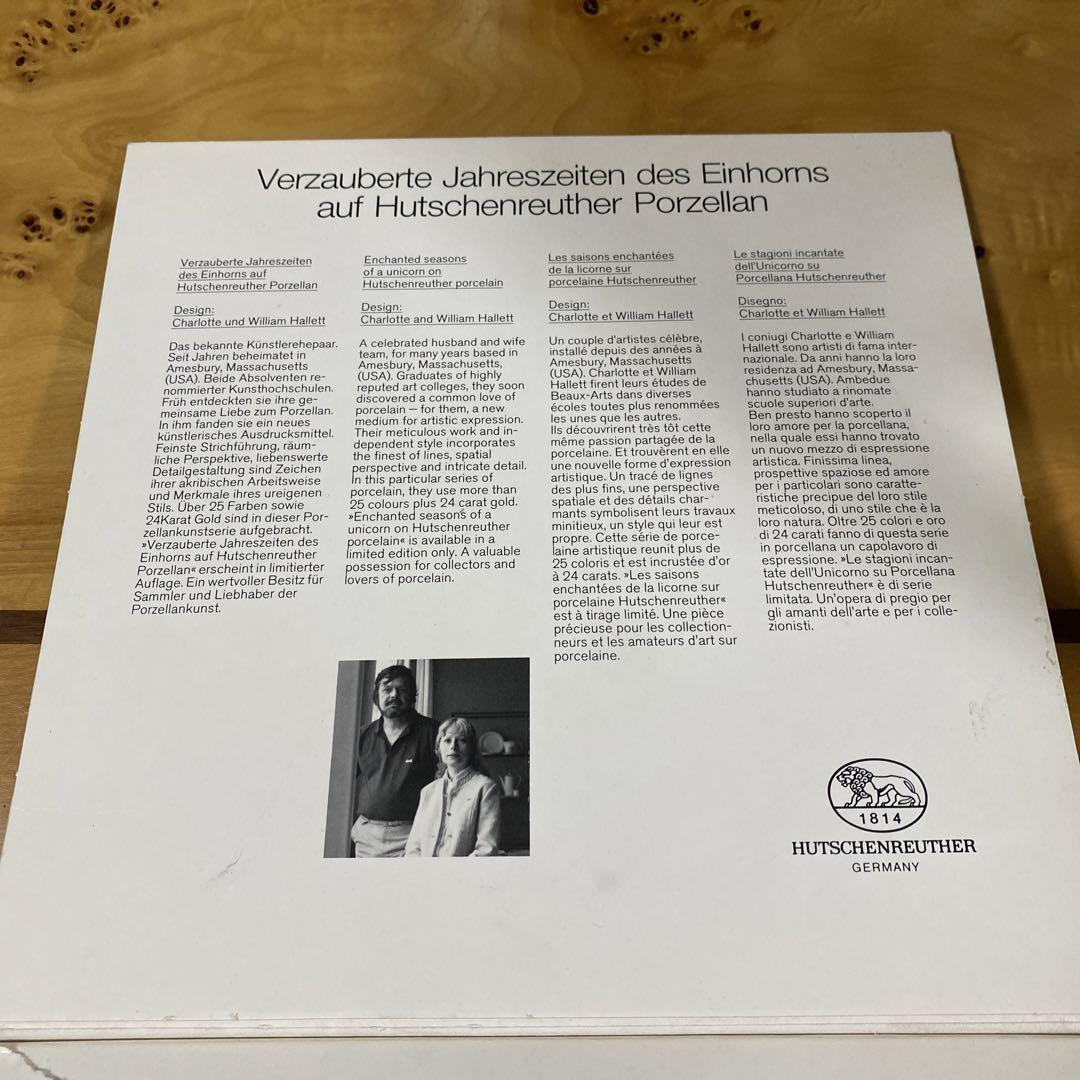 Verzauberte Jahreszeiten des Einhorns
auf Hutschenreuther Porzellan
Verzauberte Jahreszeiten
des Einhorns auf
Hutschenreuther Porzellan
Design:
Charlotte und William Hallett
Das bekannte Künstlerehepaar.
Seit Jahren beheimatet in
Amesbury, Massachusetts
(USA). Beide Absolventen re-
nommierter Kunsthochschulen.
Früh entdeckten sie ihre ge-
meinsame Liebe zum Porzellan.
In ihm fanden sie ein neues
künstlerisches Ausdrucksmittel.
Feinste Strichführung, räum-
liche Perspektive, liebenswerte
Detailgestaltung sind Zeichen
ihrer akribischen Arbeitsweise
und Merkmale ihres ureigenen
Stils. Über 25 Farben sowie
24Karat Gold sind in dieser Por-
zellankunstserie aufgebracht.
»Verzauberte Jahreszeiten des
Einhorns auf Hutschenreuther
Porzellan« erscheint in limitierter
Auflage. Ein wertvoller Besitz für
Sammler und Liebhaber der
Porzellankunst.
Enchanted seasons
of a unicorn on
Hutschenreuther porcelain
Design:
Charlotte and William Hallett
A celebrated husband and wife
team, for many years based in
Amesbury, Massachusetts,
(USA). Graduates of highly
reputed art colleges, they soon
discovered a common love of
porcelain – for them, a new
medium for artistic expression.
Their meticulous work and in-
dependent style incorporates
the finest of lines, spatial
perspective and intricate detail.
In this particular series of
porcelain, they use more than
25 colours plus 24 carat gold.
»Enchanted seasons of a
unicorn on Hutschenreuther
porcelain« is available in a
limited edition only. A valuable
possession for collectors and
lovers of porcelain.
Les saisons enchantées
de la licorne sur
porcelaine Hutschenreuther
Design:
Charlotte et William Hallett
Un couple d'artistes célèbre,
installé depuis des années à
Amesbury, Massachusetts
(USA). Charlotte et William
Hallett firent leurs études de
Beaux-Arts dans diverses
écoles toutes plus renommées
les unes que les autres.
Ils découvrirent très tôt cette
même passion partagée de la
porcelaine. Et trouvèrent en elle
une nouvelle forme d'expression
artistique. Un tracé de lignes
des plus fins, une perspective
spatiale et des détails char-
mants symbolisent leurs travaux
minitieux, un style qui leur est
propre. Cette série de porce-
laine artistique reunit plus de
25 coloris et est incrustée d'or
à 24 carats. »Les saisons
enchantées de la licorne sur
porcelaine Hutschenreuther«
est à tirage limité. Une pièce
précieuse pour les collection-
neurs et les amateurs d'art sur
porcelaine.
Le stagioni incantate
dell'Unicorno su
Porcellana Hutschenreuther
Disegno:
Charlotte et William Hallett
I coniugi Charlotte e William
Hallett sono artisti di fama inter-
nazionale. Da anni hanno la loro
residenza ad Amesbury, Massa-
chusetts (USA). Ambedue
hanno studiato a rinomate
scuole superiori d'arte.
Ben presto hanno scoperto il
loro amore per la porcellana,
nella quale essi hanno trovato
un nuovo mezzo di espressione
artistica. Finissima linea,
prospettive spaziose ed amore
per i particolari sono caratte-
ristiche precipue del loro stile
meticoloso, di uno stile che è la
loro natura. Oltre 25 colori e oro
di 24 carati fanno di questa serie
in porcellana un capolavoro di
espressione. »Le stagioni incan-
tate dell'Unicorno su Porcellana
Hutschenreuther« è di serie
limitata. Un'opera di pregio per
gli amanti dell'arte e per i colle-
zionisti.
1814
HUTSCHENREUTHER
GERMANY